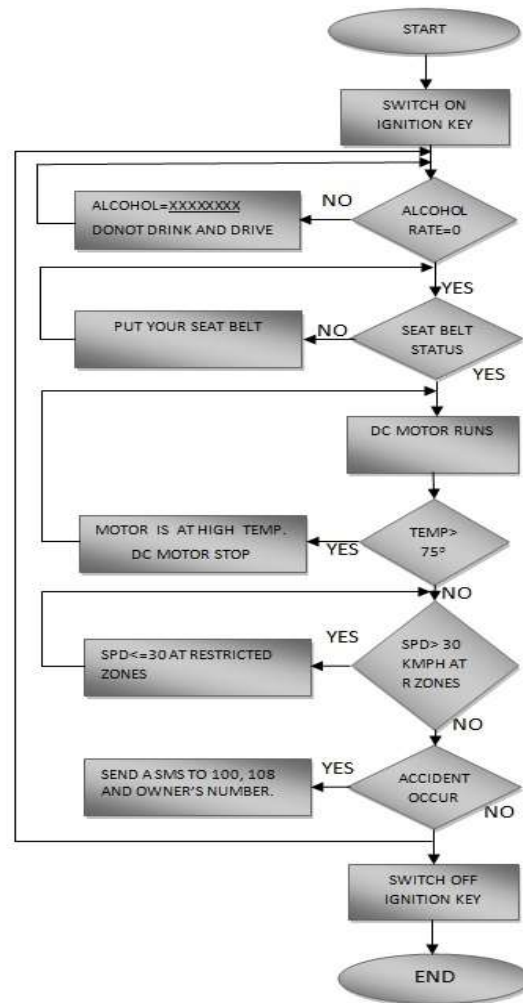 START
SWITCH ON
IGNITION KEY
ALCOHOL=XXXXXXXX
DONOT DRINK AND DRIVE
NO
ALCOHOL
RATE=0
YES
PUT YOUR SEAT BELT
NO
SEAT BELT
STATUS
YES
DC MOTOR RUNS
MOTOR IS AT HIGH TEMP.
DC MOTOR STOP
YES
TEMP>
75°
NO
SPD<=30 AT RESTRICTED
ZONES
YES
SPD> 30
KMPH AT
R ZONES
NO
SEND A SMS TO 100, 108
AND OWNER'S NUMBER.
YES
ACCIDENT
OCCUR
NO
SWITCH OFF
IGNITION KEY
END